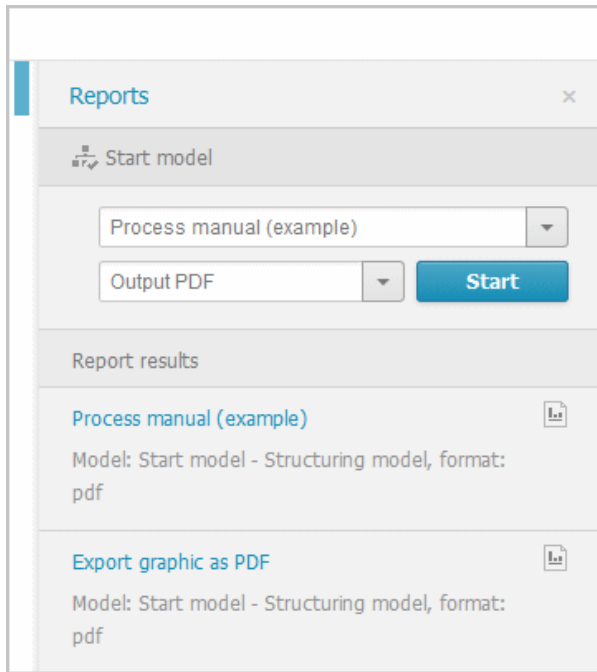 Reports
Start model
Process manual (example)
Output PDF
Start
Report results
Process manual (example)
Model: Start model - Structuring model, format:
pdf
Export graphic as PDF
Model: Start model - Structuring model, format:
pdf